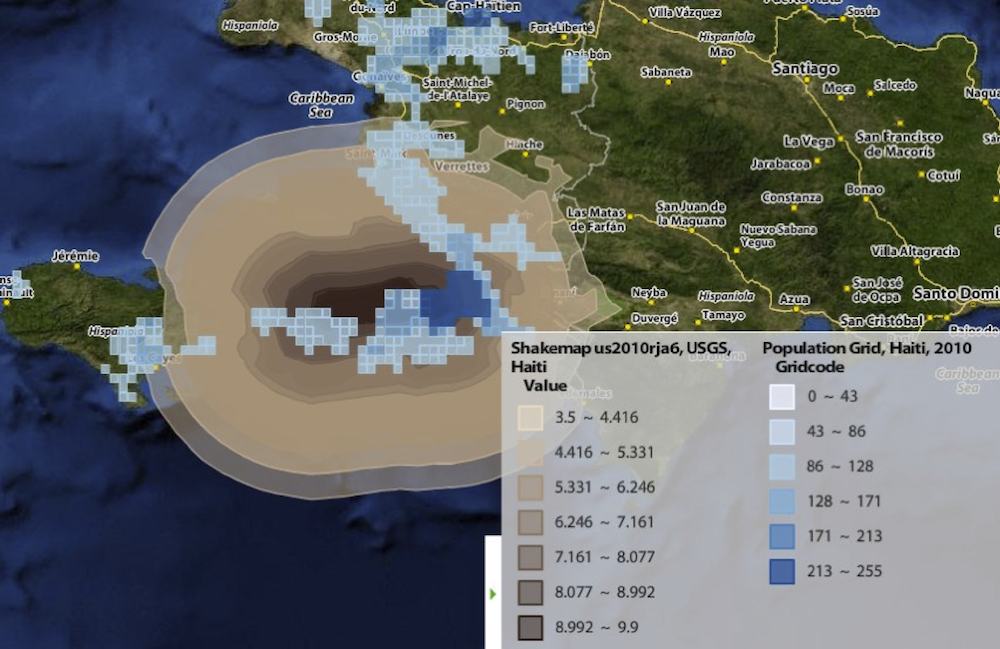 du-Nord
Cap-Haïtien
Sosúa
Villa Vázquez
Hispaniola
Fort-Liberté
Gros-Morne
Hispaniola
Mao
Dajabón
Santiago
Sabaneta
Gonaïves
Saint-Michel-
de-l'Atalaye
Moca
Salcedo
Nagua
Caribbean
Sea
Pignon
Dessalines
La Vega
San Francisco
de Macorís
Hinche
Verrettes
Jarabacoa
Cotuí
Constanza
Bonao
Las Matas
de Farfán
San Juan de
la Maguana
Nuevo Sabana
Yegua
Villa Altagracia
Jérémie
San José
de Ocoa
Neyba
Hispaniola
Azua
Santo Domi
Duvergé
Tamayo
San Cristóbal
Les Cayes
Caribbean
Sea
Shakemap us2010rja6, USGS,
Haiti
Value
3.5 ~ 4.416
4.416 ~ 5.331
5.331 ~ 6.246
6.246 ~ 7.161
7.161 ~ 8.077
8.077 ~ 8.992
8.992 ~ 9.9
Population Grid, Haiti, 2010
Gridcode
0 ~ 43
43 ~ 86
86 ~ 128
128 ~ 171
171 ~ 213
213 ~ 255